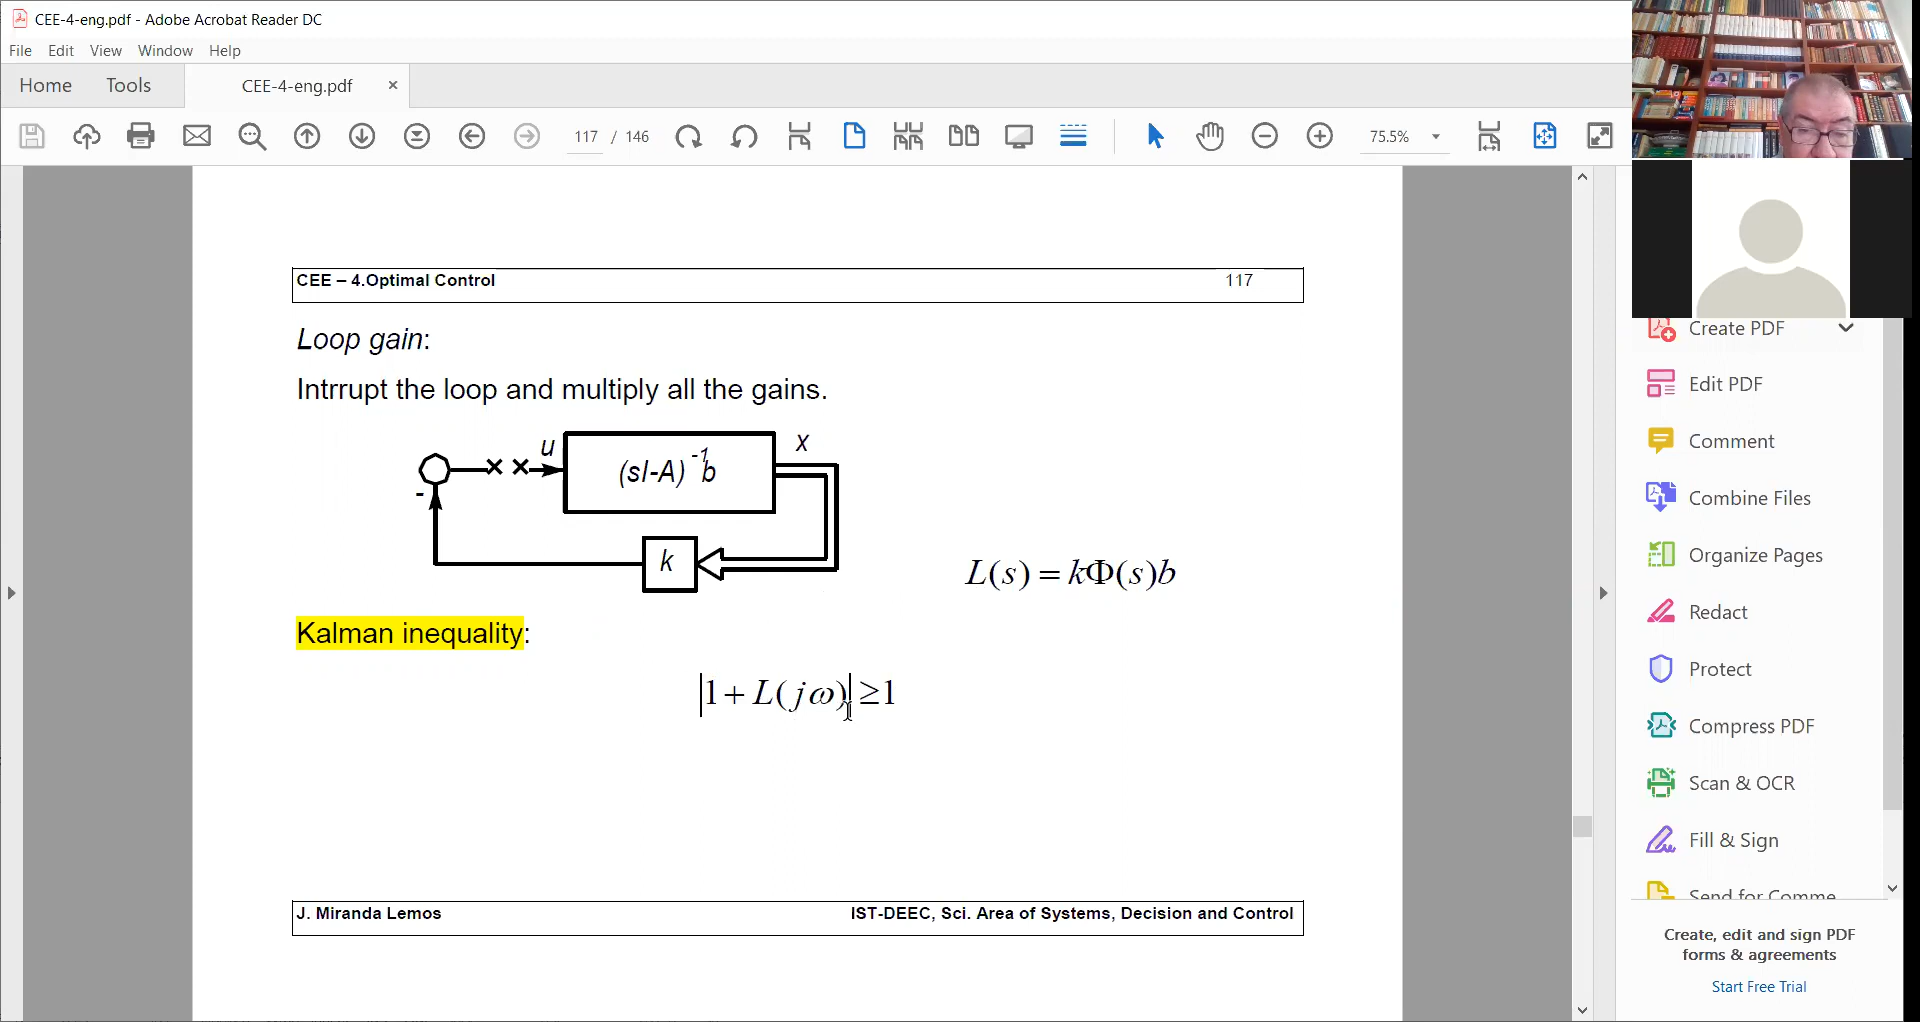 CEE-4-eng.pdf - Adobe Acrobat Reader DC
File Edit View Window Help
Home Tools CEE-4-eng.pdf ×
117 / 146 75.5%
CEE – 4.Optimal Control 117
Loop gain:
Intrrupt the loop and multiply all the gains.
u
(sI-A)⁻¹b
x
-
k
L(s) = kΦ(s)b
Kalman inequality:
|1 + L(jω)| ≥ 1
J. Miranda Lemos IST-DEEC, Sci. Area of Systems, Decision and Control
Create PDF
Edit PDF
Comment
Combine Files
Organize Pages
Redact
Protect
Compress PDF
Scan & OCR
Fill & Sign
Send for Comme
Create, edit and sign PDF
forms & agreements
Start Free Trial